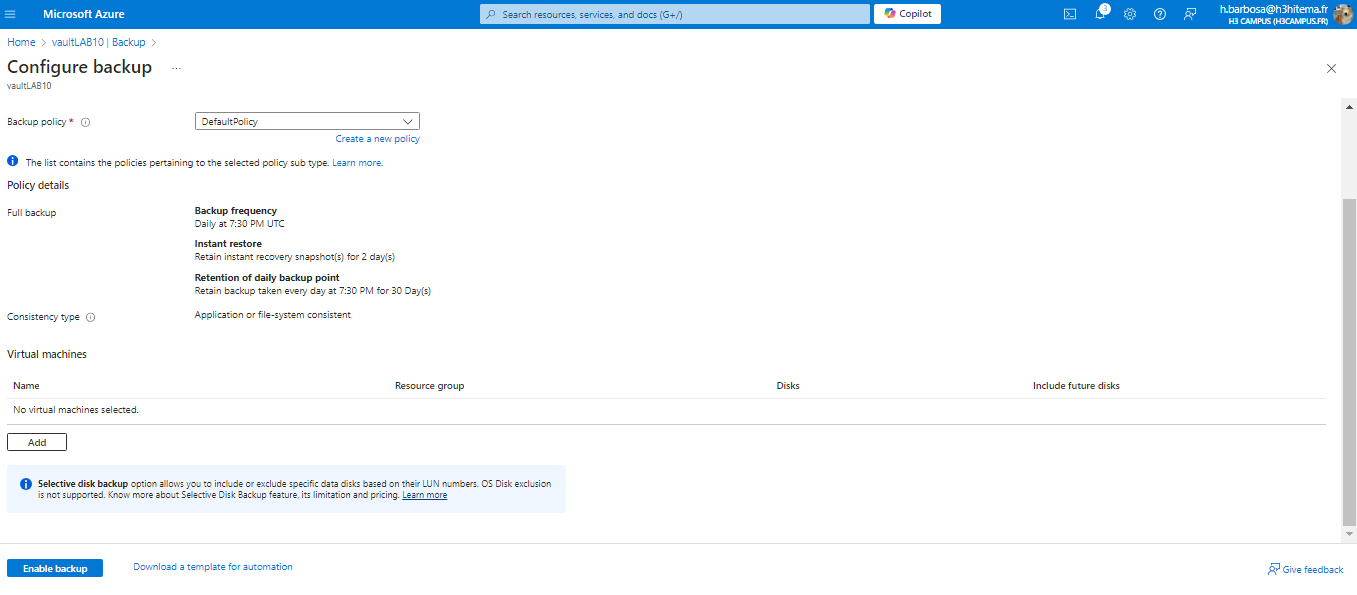 Microsoft Azure
Search resources, services, and docs (G+/)
Copilot
3
h.barbosa@h3hitema.fr
H3 CAMPUS (H3CAMPUS.FR)
Home > vaultLAB10 | Backup >
Configure backup ...
vaultLAB10
Backup policy * DefaultPolicy
Create a new policy
The list contains the policies pertaining to the selected policy sub type. Learn more.
Policy details
Full backup
Backup frequency
Daily at 7:30 PM UTC
Instant restore
Retain instant recovery snapshot(s) for 2 day(s)
Retention of daily backup point
Retain backup taken every day at 7:30 PM for 30 Day(s)
Consistency type Application or file-system consistent
Virtual machines
Name Resource group Disks Include future disks
No virtual machines selected.
Add
Selective disk backup option allows you to include or exclude specific data disks based on their LUN numbers. OS Disk exclusion
is not supported. Know more about Selective Disk Backup feature, its limitation and pricing. Learn more
Enable backup Download a template for automation Give feedback